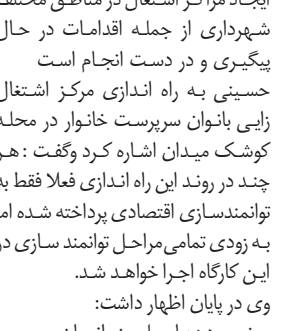 ایجاد مراکز اشتغال در مناطق مختلف
شهرداری از جمله اقدامات در حال
پیگیری و در دست انجام است
حسینی به راه اندازی مرکز اشتغال
زایی بانوان سرپرست خانوار در محله
کوشک میدان اشاره کرد وگفت : هر
چند در روند این راه اندازی فعلا فقط به
توانمندسازی اقتصادی پرداخته شده اما
به زودی تمامی‌مراحل توانمند سازی در
این کارگاه اجرا خواهد شد.
وی در پایان اظهار داشت: